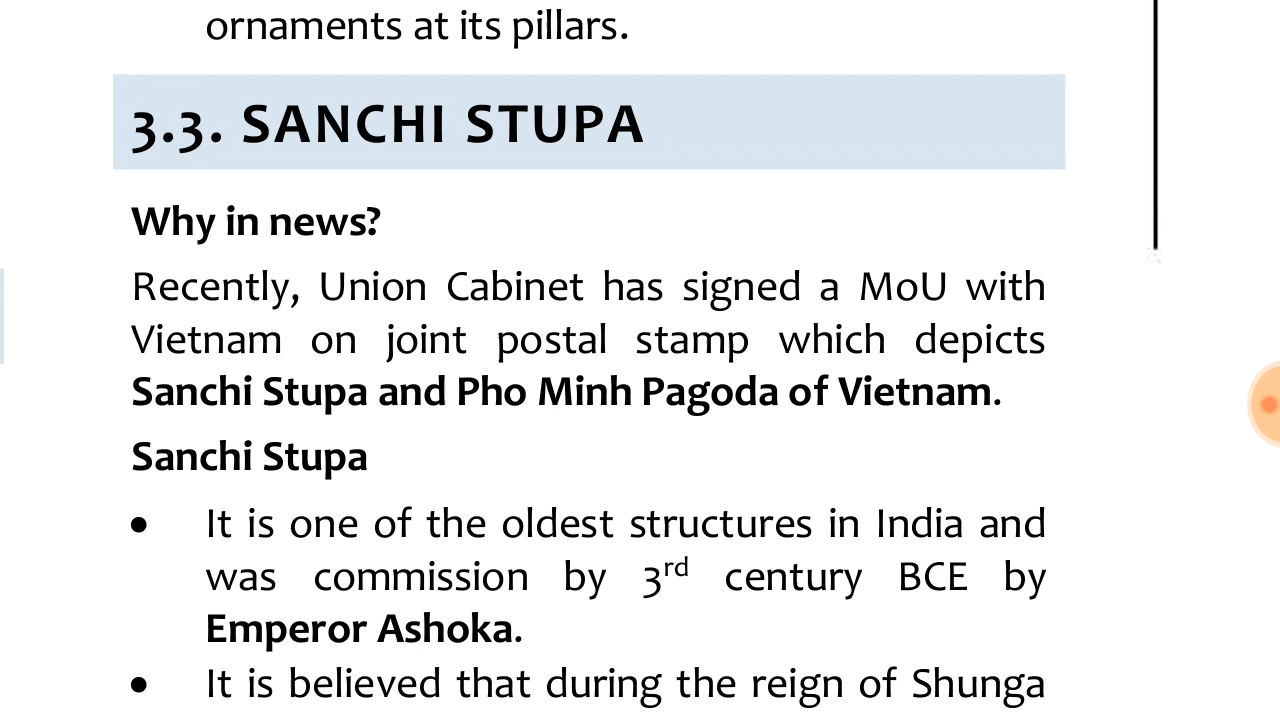 ornaments at its pillars.
3.3. SANCHI STUPA
Why in news?
Recently, Union Cabinet has signed a MoU with
Vietnam on joint postal stamp which depicts
Sanchi Stupa and Pho Minh Pagoda of Vietnam.
Sanchi Stupa
• It is one of the oldest structures in India and
was commission by 3rd century BCE by
Emperor Ashoka.
• It is believed that during the reign of Shunga